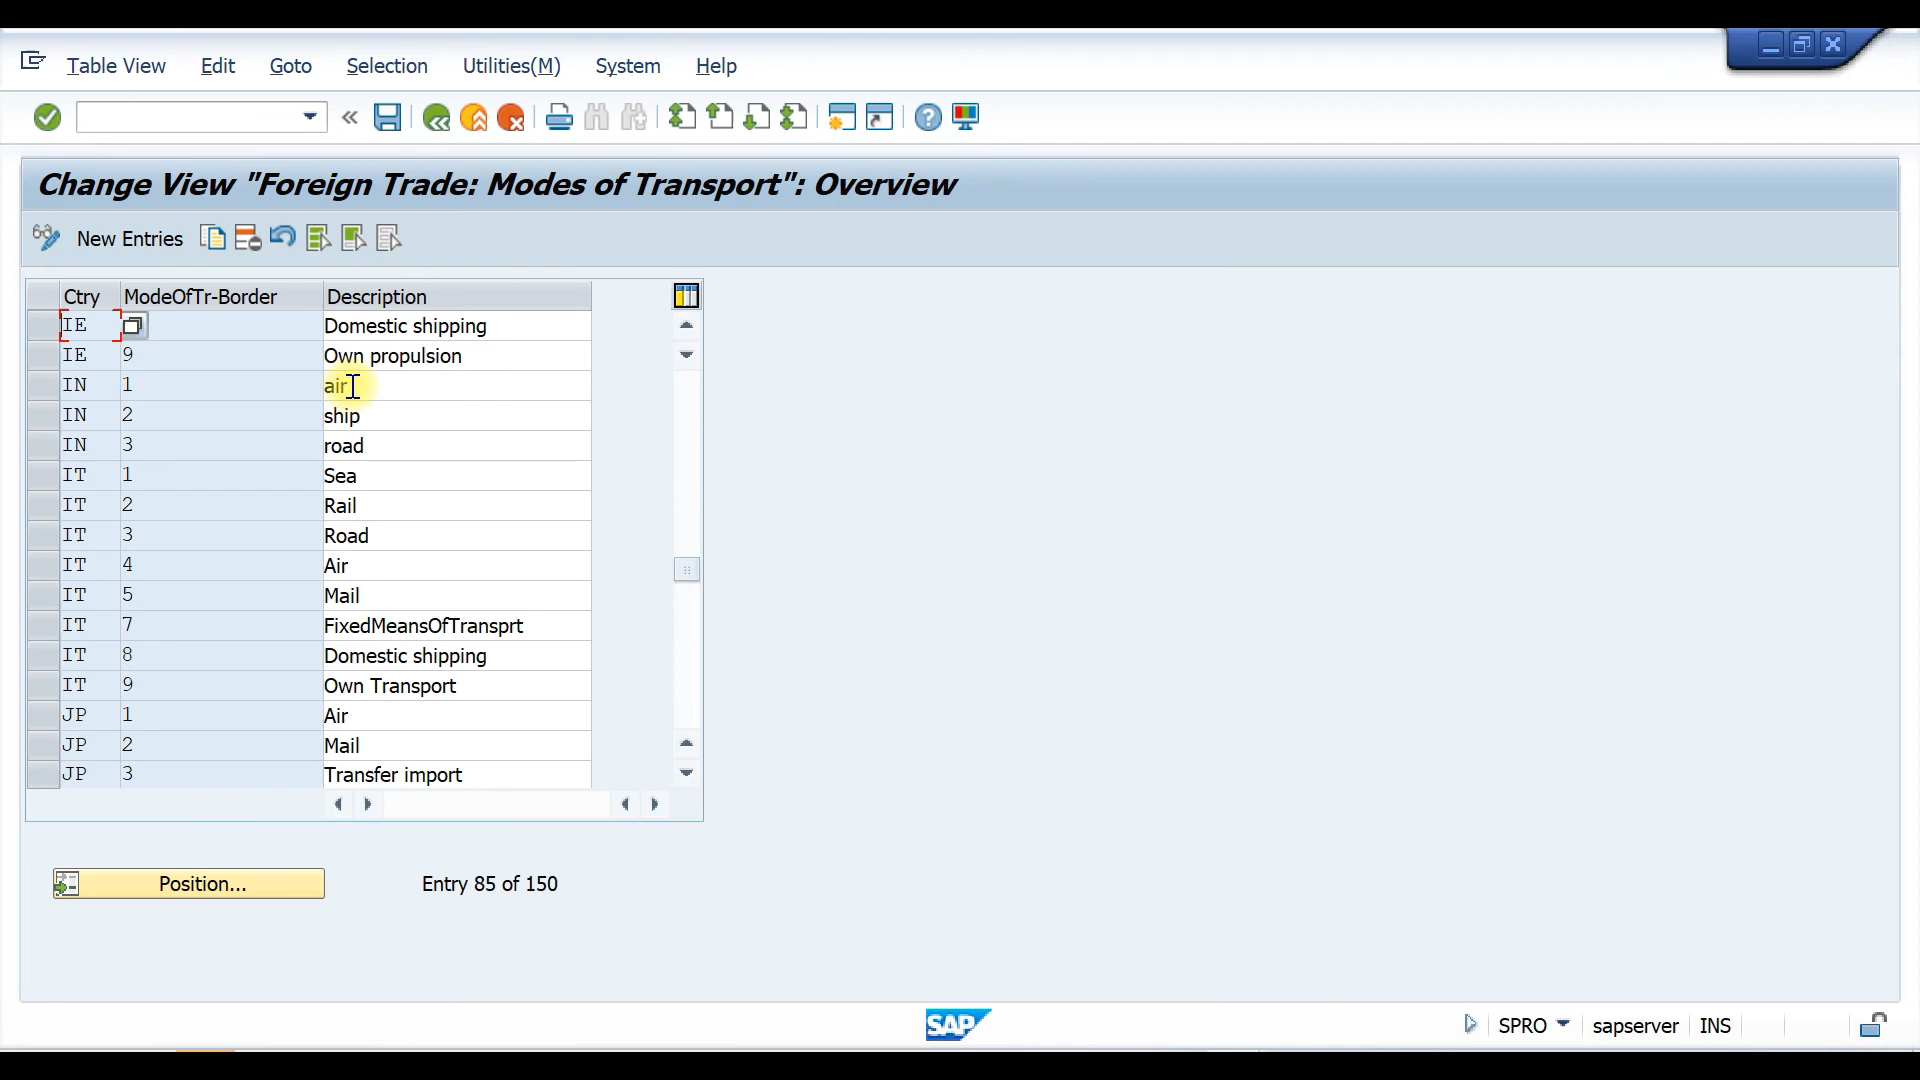 Table View Edit Goto Selection Utilities(M) System Help
Change View "Foreign Trade: Modes of Transport": Overview
New Entries
Ctry ModeOfTr-Border Description
IE Domestic shipping
IE 9 Own propulsion
IN 1 air
IN 2 ship
IN 3 road
IT 1 Sea
IT 2 Rail
IT 3 Road
IT 4 Air
IT 5 Mail
IT 7 FixedMeansOfTransprt
IT 8 Domestic shipping
IT 9 Own Transport
JP 1 Air
JP 2 Mail
JP 3 Transfer import
Position... Entry 85 of 150
SAP SPRO sapserver INS